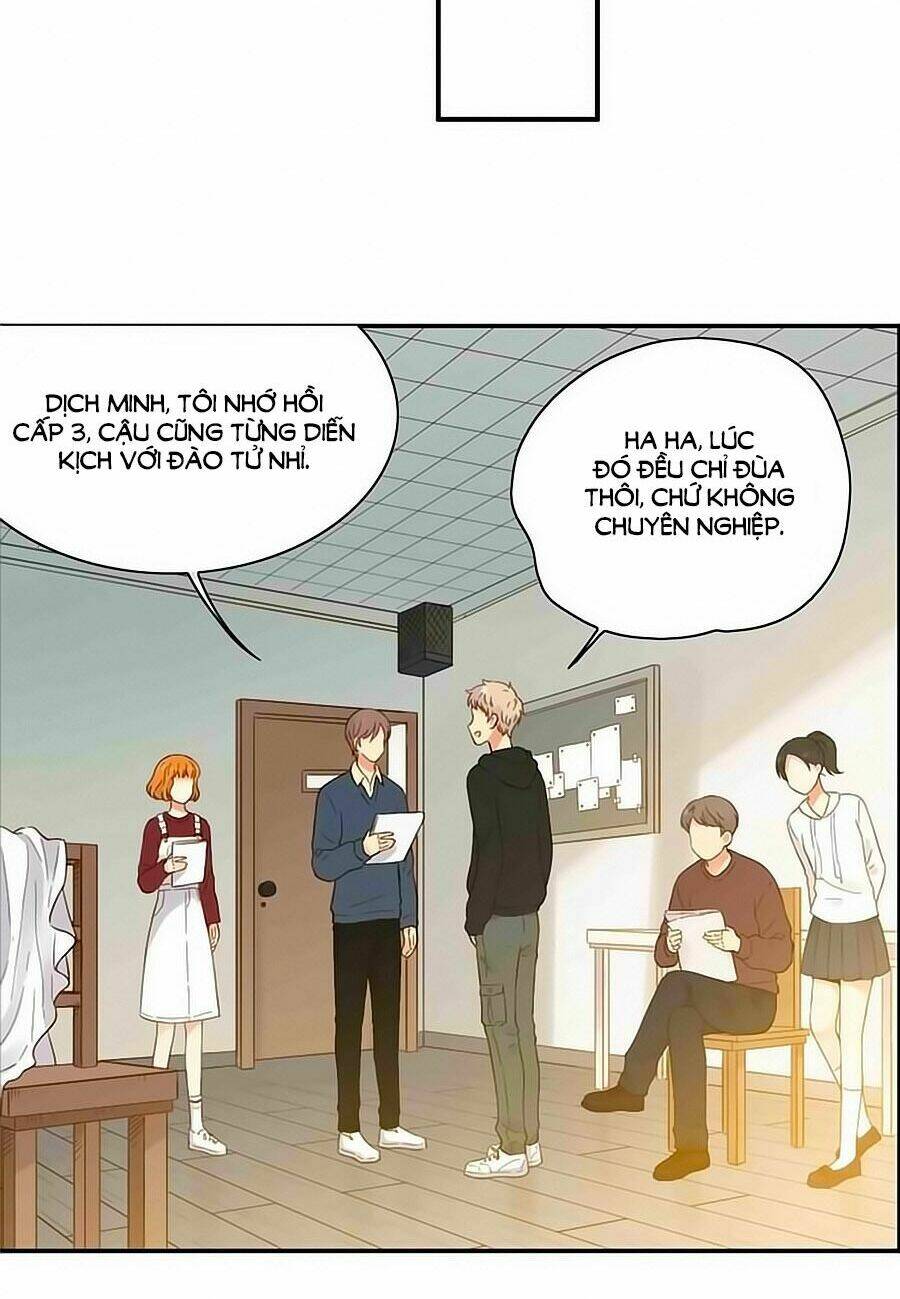 DỊCH MINH, TÔI NHỚ HỒI
CẤP 3, CẬU CŨNG TỪNG DIỄN
KỊCH VỚI ĐÀO TỬ NHỈ.
HA HA, LÚC
ĐÓ ĐỀU CHỈ ĐÙA
THÔI, CHỨ KHÔNG
CHUYÊN NGHIỆP.